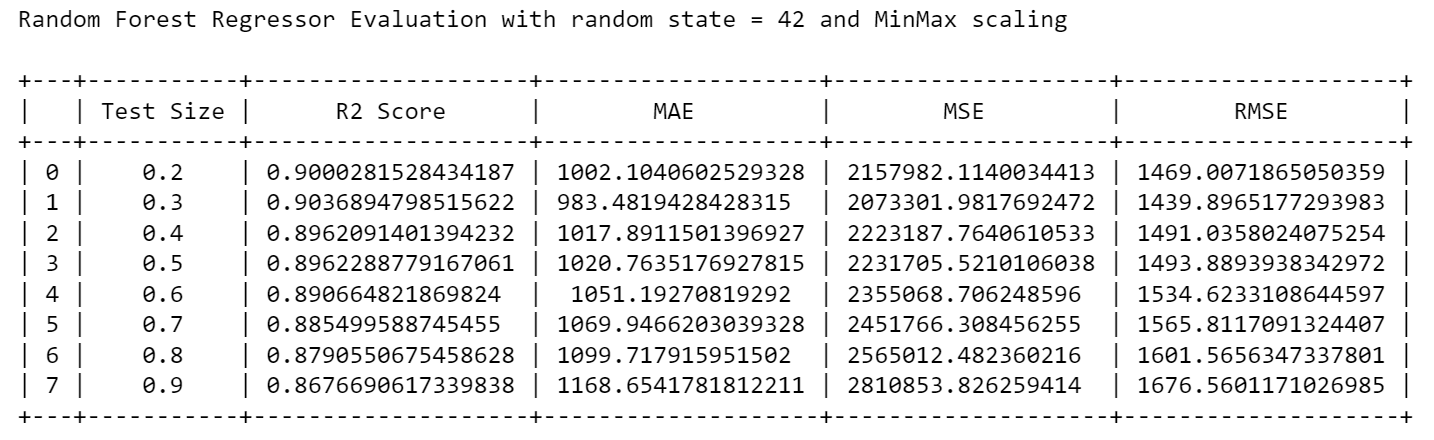 Random Forest Regressor Evaluation with random state = 42 and MinMax scaling
+---+-----------+--------------------+--------------------+--------------------+--------------------+
|   | Test Size |      R2 Score      |        MAE         |        MSE         |        RMSE        |
+---+-----------+--------------------+--------------------+--------------------+--------------------+
| 0 |    0.2    | 0.9000281528434187 | 1002.1040602529328 | 2157982.1140034413 | 1469.0071865050359 |
| 1 |    0.3    | 0.9036894798515622 | 983.4819428428315  | 2073301.9817692472 | 1439.8965177293983 |
| 2 |    0.4    | 0.8962091401394232 | 1017.8911501396927 | 2223187.7640610533 | 1491.0358024075254 |
| 3 |    0.5    | 0.8962288779167061 | 1020.7635176927815 | 2231705.5210106038 | 1493.8893938342972 |
| 4 |    0.6    | 0.890664821869824  |  1051.19270819292  | 2355068.706248596  | 1534.6233108644597 |
| 5 |    0.7    | 0.885499588745455  | 1069.9466203039328 | 2451766.308456255  | 1565.8117091324407 |
| 6 |    0.8    | 0.8790550675458628 | 1099.717915951502  | 2565012.482360216  | 1601.5656347337801 |
| 7 |    0.9    | 0.8676690617339838 | 1168.6541781812211 | 2810853.826259414  | 1676.5601171026985 |
+---+-----------+--------------------+--------------------+--------------------+--------------------+